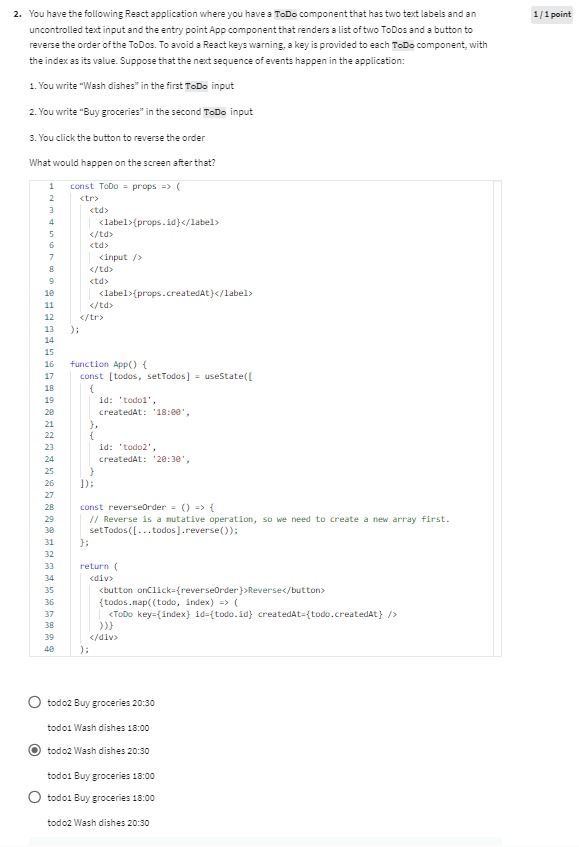 2. You have the following React application where you have a ToDo component that has two text labels and an
1 / 1 point
uncontrolled text input and the entry point App component that renders a list of two ToDos and a button to
reverse the order of the ToDos. To avoid a React keys warning, a key is provided to each ToDo component, with
the index as its value. Suppose that the next sequence of events happen in the application:
1. You write "Wash dishes" in the first ToDo input
2. You write "Buy groceries" in the second ToDo input
3. You click the button to reverse the order
What would happen on the screen after that?
1 const ToDo = props => (
2 <tr>
3 <td>
4 <label>{props.id}</label>
5 </td>
6 <td>
7 <input />
8 </td>
9 <td>
10 <label>{props.createdAt}</label>
11 </td>
12 </tr>
13 );
14
15
16 function App() {
17 const [todos, setTodos] = useState([
18 {
19 id: 'todo1',
20 createdAt: '18:00',
21 },
22 {
23 id: 'todo2',
24 createdAt: '20:30',
25 }
26 ]);
27
28 const reverseOrder = () => {
29 // Reverse is a mutative operation, so we need to create a new array first.
30 setTodos([...todos].reverse());
31 };
32
33 return (
34 <div>
35 <button onClick={reverseOrder}>Reverse</button>
36 {todos.map((todo, index) => (
37 <ToDo key={index} id={todo.id} createdAt={todo.createdAt} />
38 ))}
39 </div>
40 );
todo2 Buy groceries 20:30
todo1 Wash dishes 18:00
todo2 Wash dishes 20:30
todo1 Buy groceries 18:00
todo1 Buy groceries 18:00
todo2 Wash dishes 20:30